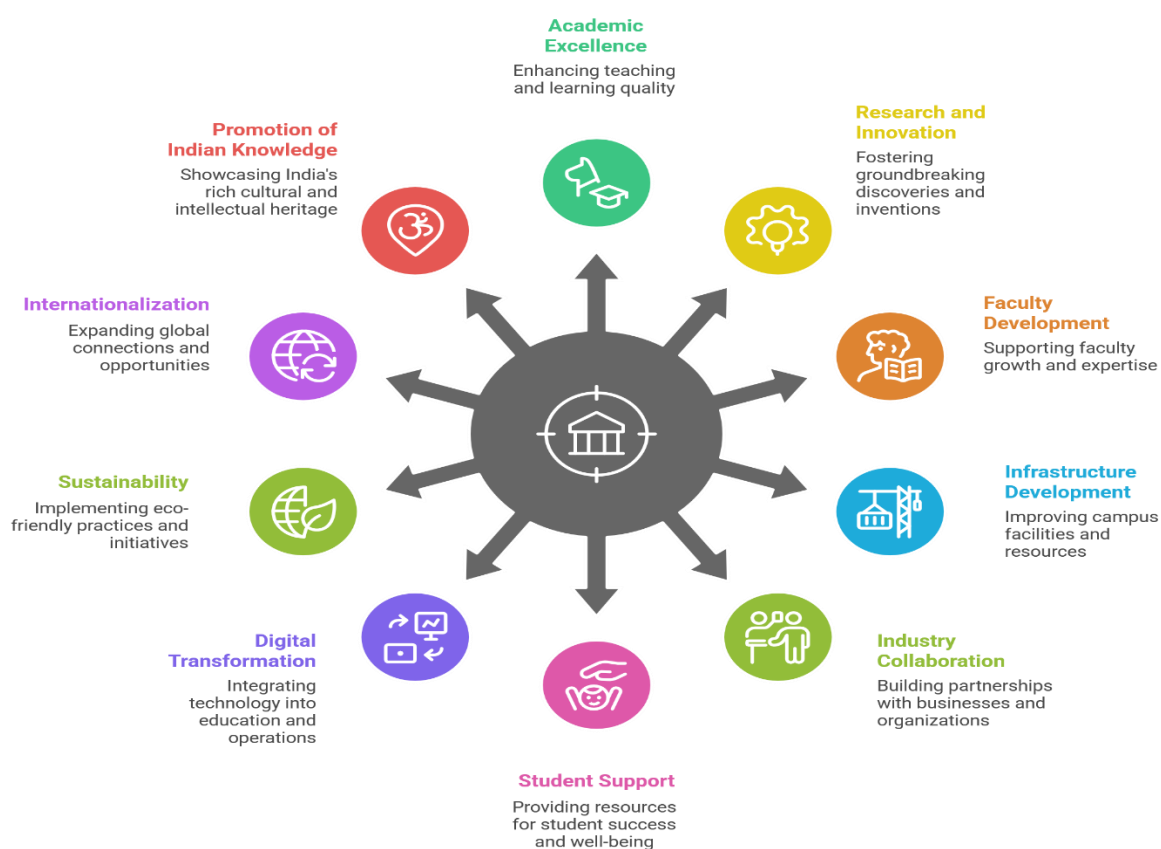 Academic
Excellence
Enhancing teaching
and learning quality
Research and
Innovation
Fostering
groundbreaking
discoveries and
inventions
Faculty
Development
Supporting faculty
growth and expertise
Infrastructure
Development
Improving campus
facilities and
resources
Industry
Collaboration
Building partnerships
with businesses and
organizations
Student Support
Providing resources
for student success
and well-being
Digital
Transformation
Integrating
technology into
education and
operations
Sustainability
Implementing eco-
friendly practices and
initiatives
Internationalization
Expanding global
connections and
opportunities
Promotion of
Indian Knowledge
Showcasing India's
rich cultural and
intellectual heritage
ॐ